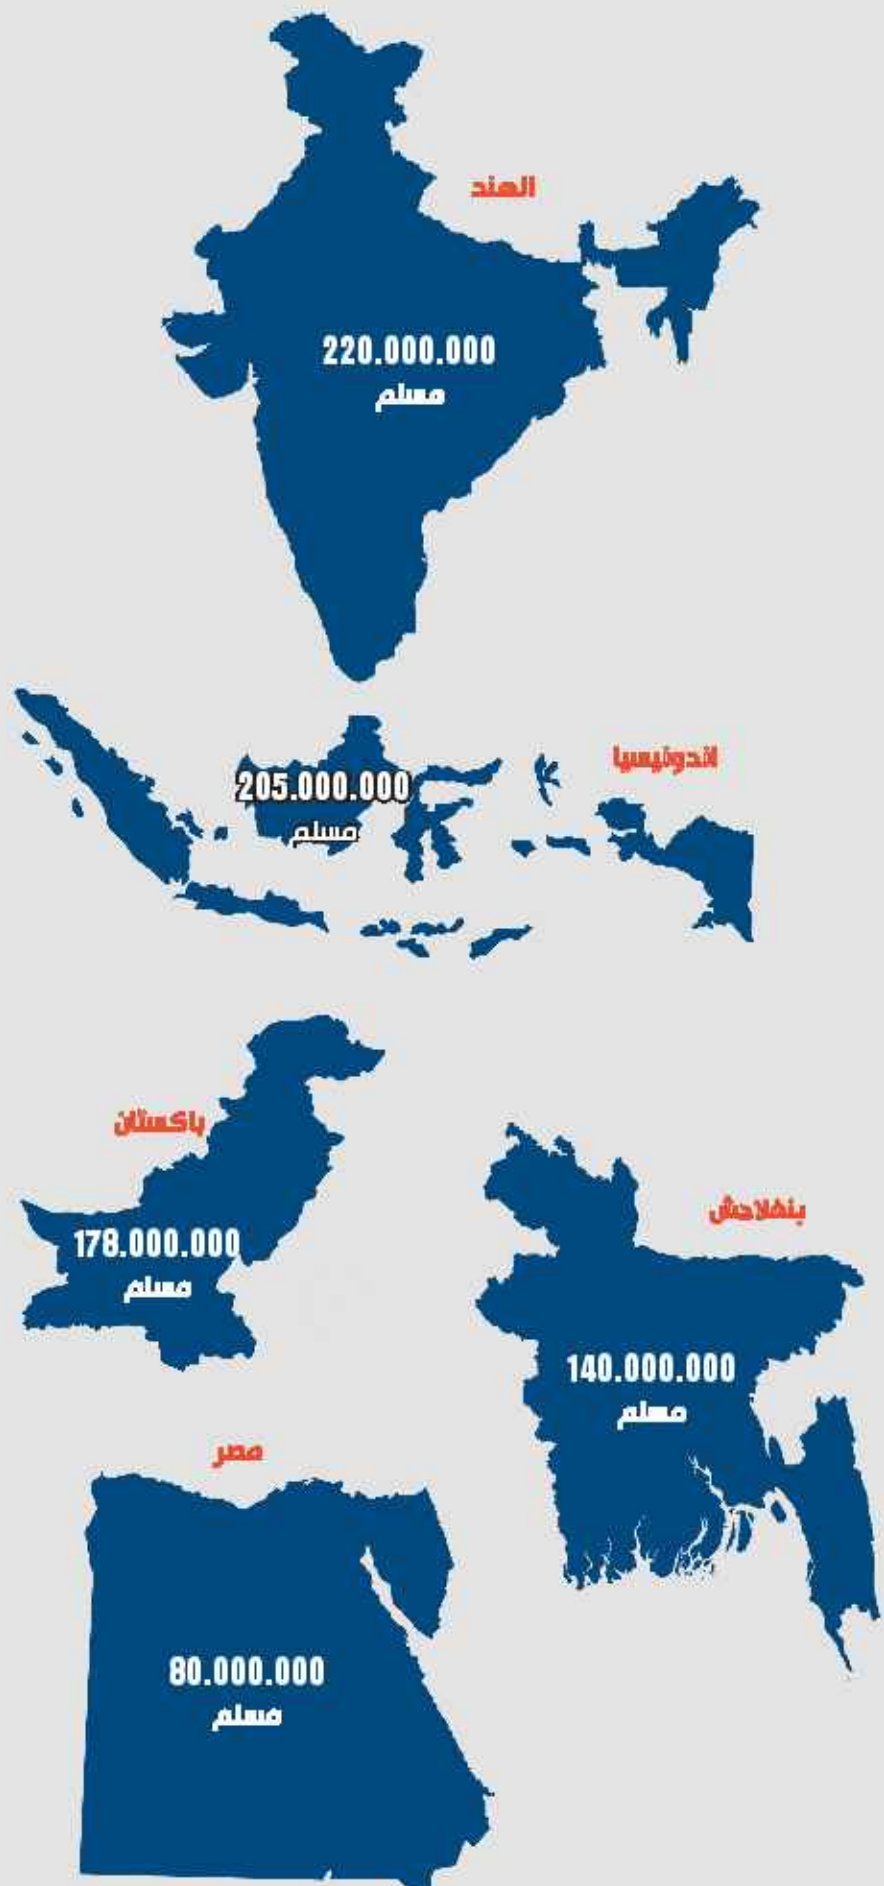 الهند
220.000.000
مسلم
اندونيسيا
205.000.000
مسلم
باكستان
178.000.000
مسلم
بنغلادش
140.000.000
مسلم
مصر
80.000.000
مسلم